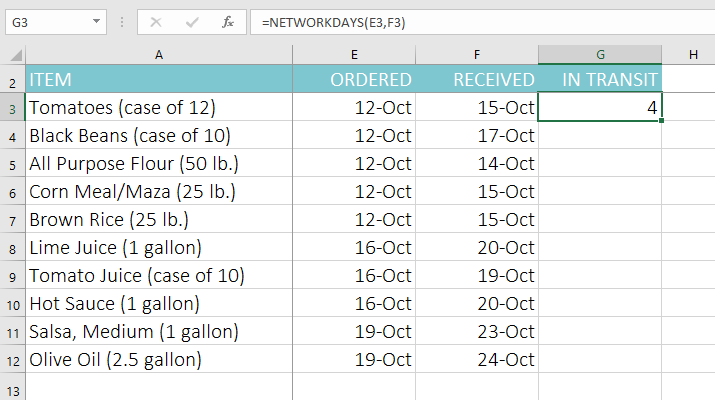 G3 fx =NETWORKDAYS(E3,F3)
A E F G H
2 ITEM ORDERED RECEIVED IN TRANSIT
3 Tomatoes (case of 12) 12-Oct 15-Oct 4
4 Black Beans (case of 10) 12-Oct 17-Oct
5 All Purpose Flour (50 lb.) 12-Oct 14-Oct
6 Corn Meal/Maza (25 lb.) 12-Oct 15-Oct
7 Brown Rice (25 lb.) 12-Oct 15-Oct
8 Lime Juice (1 gallon) 16-Oct 20-Oct
9 Tomato Juice (case of 10) 16-Oct 19-Oct
10 Hot Sauce (1 gallon) 16-Oct 20-Oct
11 Salsa, Medium (1 gallon) 19-Oct 23-Oct
12 Olive Oil (2.5 gallon) 19-Oct 24-Oct
13